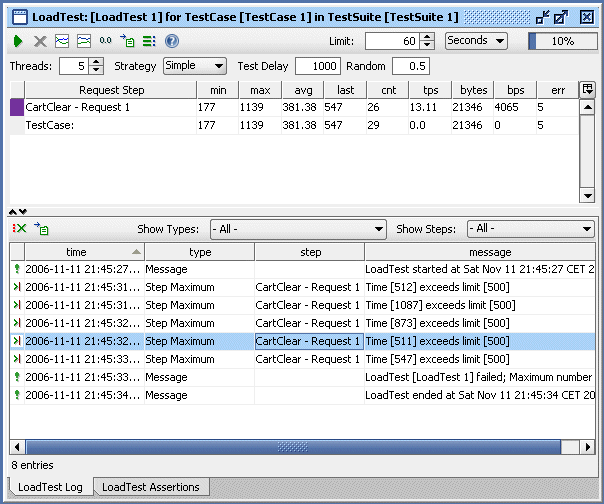 LoadTest: [LoadTest 1] for TestCase [TestCase 1] in TestSuite [TestSuite 1]
0.0 Limit: 60 Seconds 10%
Threads: 5 Strategy Simple Test Delay 1000 Random 0.5
Request Step min max avg last cnt tps bytes bps err
CartClear - Request 1 177 1139 381.38 547 26 13.11 21346 4065 5
TestCase: 177 1139 381.38 547 29 0.0 21346 0 5
Show Types: - All - Show Steps: - All -
time type step message
2006-11-11 21:45:27... Message LoadTest started at Sat Nov 11 21:45:27 CET 2
2006-11-11 21:45:31... Step Maximum CartClear - Request 1 Time [512] exceeds limit [500]
2006-11-11 21:45:31... Step Maximum CartClear - Request 1 Time [1087] exceeds limit [500]
2006-11-11 21:45:32... Step Maximum CartClear - Request 1 Time [873] exceeds limit [500]
2006-11-11 21:45:32... Step Maximum CartClear - Request 1 Time [511] exceeds limit [500]
2006-11-11 21:45:33... Step Maximum CartClear - Request 1 Time [547] exceeds limit [500]
2006-11-11 21:45:33... Message LoadTest [LoadTest 1] failed; Maximum number
2006-11-11 21:45:34... Message LoadTest ended at Sat Nov 11 21:45:34 CET 20
8 entries
LoadTest Log LoadTest Assertions